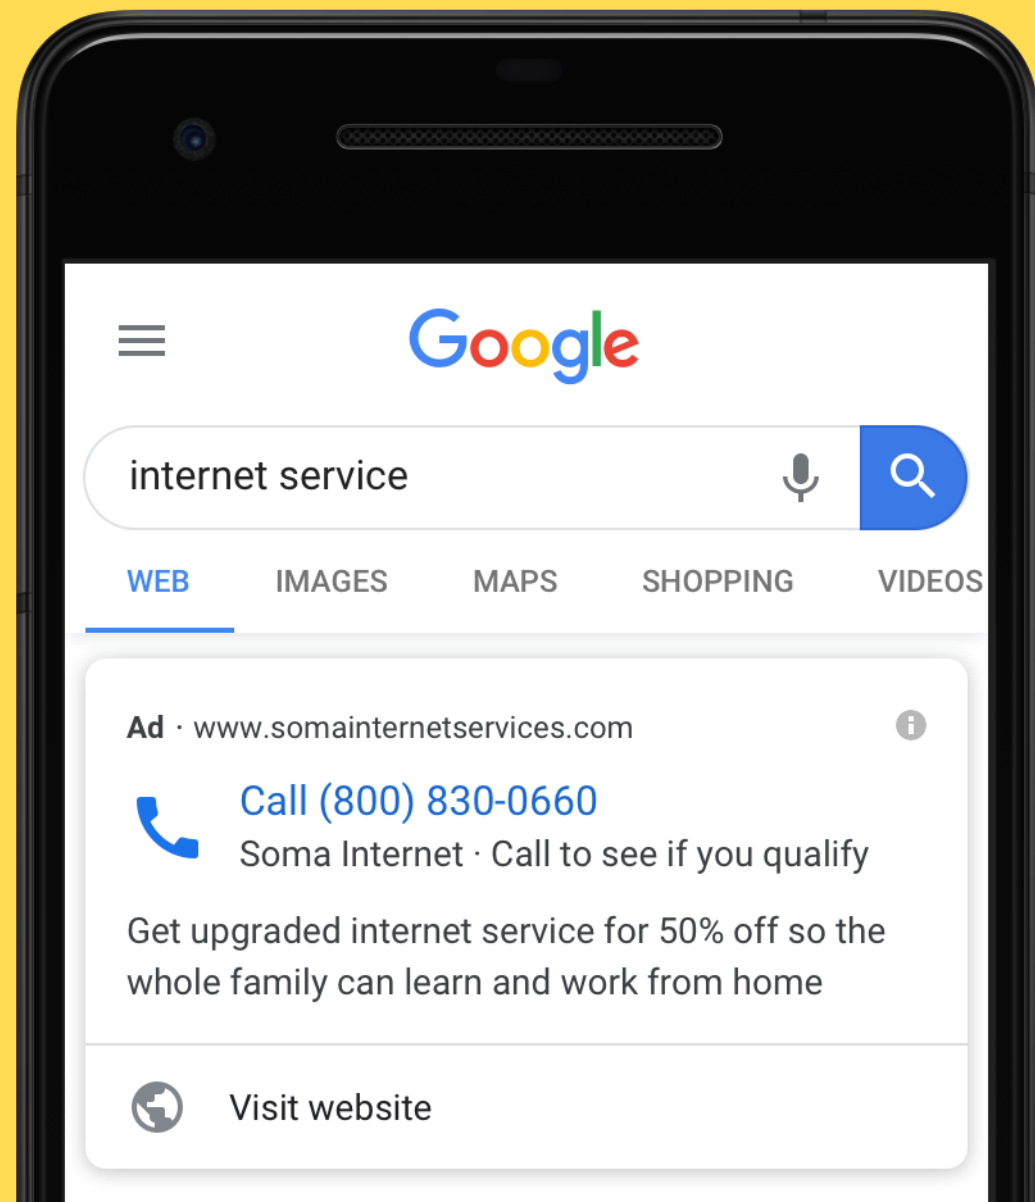 Google
internet service
WEB IMAGES MAPS SHOPPING VIDEOS
Ad · www.somainternetservices.com
Call (800) 830-0660
Soma Internet · Call to see if you qualify
Get upgraded internet service for 50% off so the
whole family can learn and work from home
Visit website